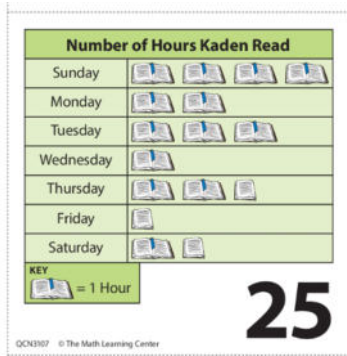 Number of Hours Kaden Read
Sunday
Monday
Tuesday
Wednesday
Thursday
Friday
Saturday
KEY
= 1 Hour
25
QCN3107 © The Math Learning Center